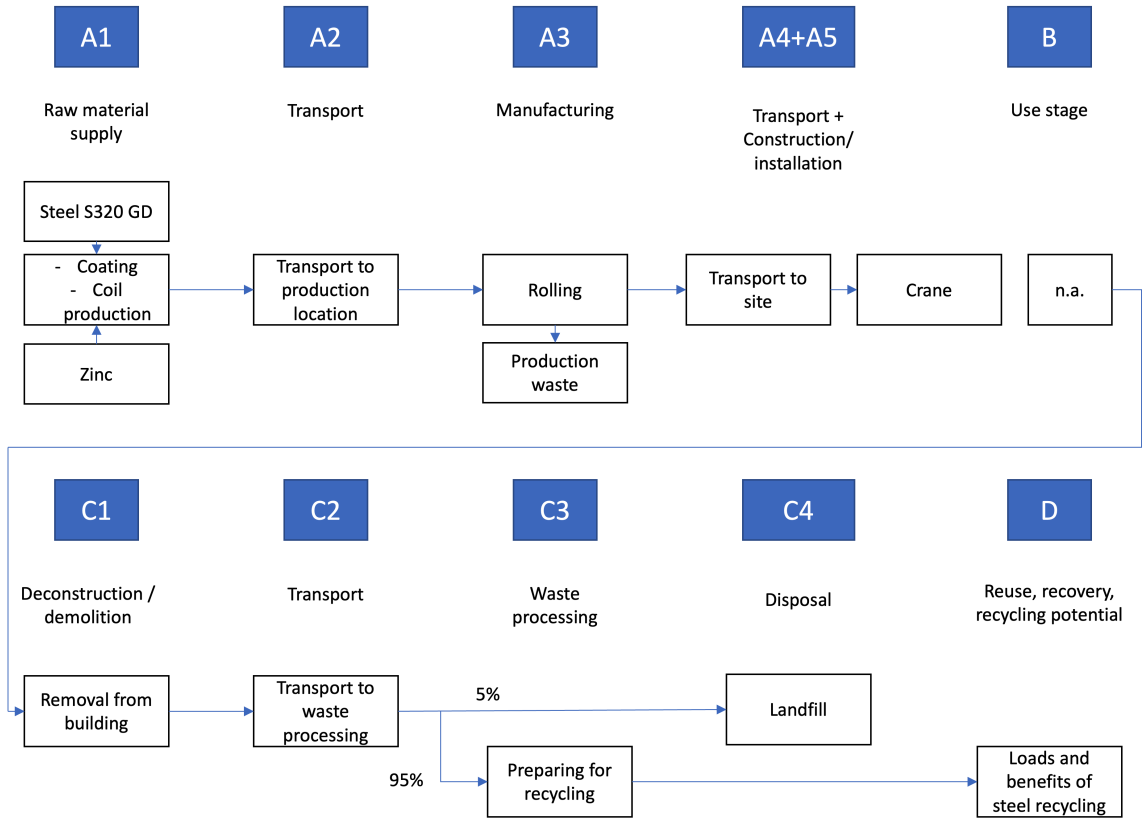 A1
A2
A3
A4+A5
B
Raw material
supply
Transport
Manufacturing
Transport +
Construction/
installation
Use stage
Steel S320 GD
- Coating
- Coil
production
Zinc
Transport to
production
location
Rolling
Production
waste
Transport to
site
Crane
n.a.
C1
C2
C3
C4
D
Deconstruction /
demolition
Transport
Waste
processing
Disposal
Reuse, recovery,
recycling potential
Removal from
building
Transport to
waste
processing
5%
95%
Landfill
Preparing for
recycling
Loads and
benefits of
steel recycling